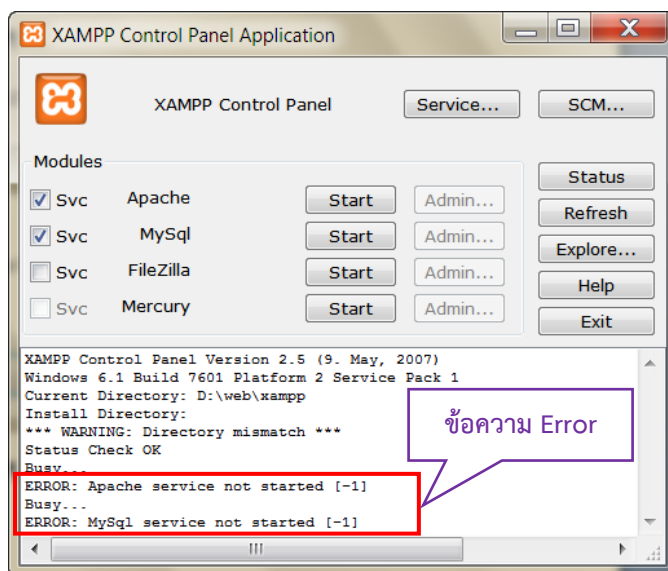 XAMPP Control Panel Application
XAMPP Control Panel
Service...
SCM...
Modules
Svc Apache Start Admin...
Svc MySql Start Admin...
Svc FileZilla Start Admin...
Svc Mercury Start Admin...
Status
Refresh
Explore...
Help
Exit
XAMPP Control Panel Version 2.5 (9. May, 2007)
Windows 6.1 Build 7601 Platform 2 Service Pack 1
Current Directory: D:\web\xampp
Install Directory:
*** WARNING: Directory mismatch ***
Status Check OK
Busy...
ERROR: Apache service not started [-1]
Busy...
ERROR: MySql service not started [-1]
ข้อความ Error